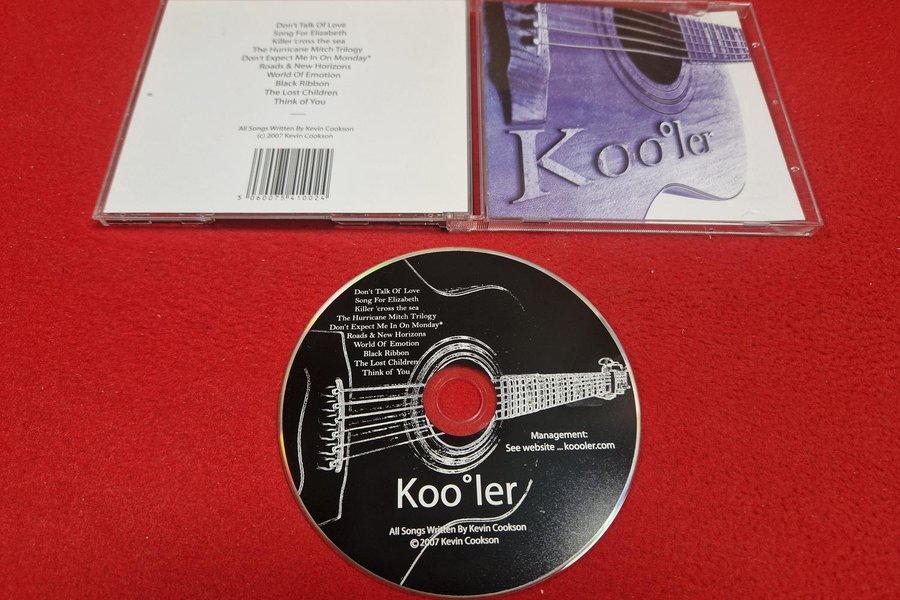 Don't Talk Of Love
Song For Elizabeth
Killer 'cross the sea
The Hurricane Mitch Trilogy
Don't Expect Me In On Monday*
Roads & New Horizons
World Of Emotion
Black Ribbon
The Lost Children
Think of You
All Songs Written By Kevin Cookson
(c) 2007 Kevin Cookson
5 060075 410024
Koo°ler
Don't Talk Of Love
Song For Elizabeth
Killer 'cross the sea
The Hurricane Mitch Trilogy
Don't Expect Me In On Monday*
Roads & New Horizons
World Of Emotion
Black Ribbon
The Lost Children
Think of You
Management:
See website ... koooler.com
Koo°ler
All Songs Written By Kevin Cookson
© 2007 Kevin Cookson